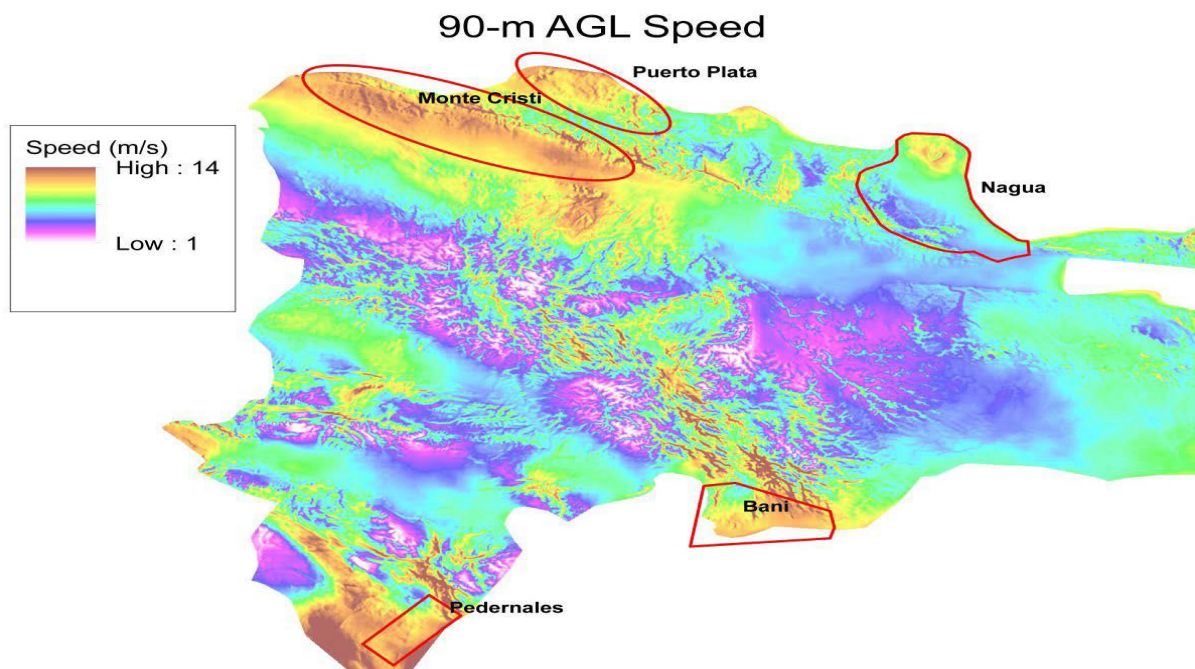 90-m AGL Speed
Puerto Plata
Monte Cristi
Speed (m/s)
High : 14
Low : 1
Nagua
Bani
Pedernales